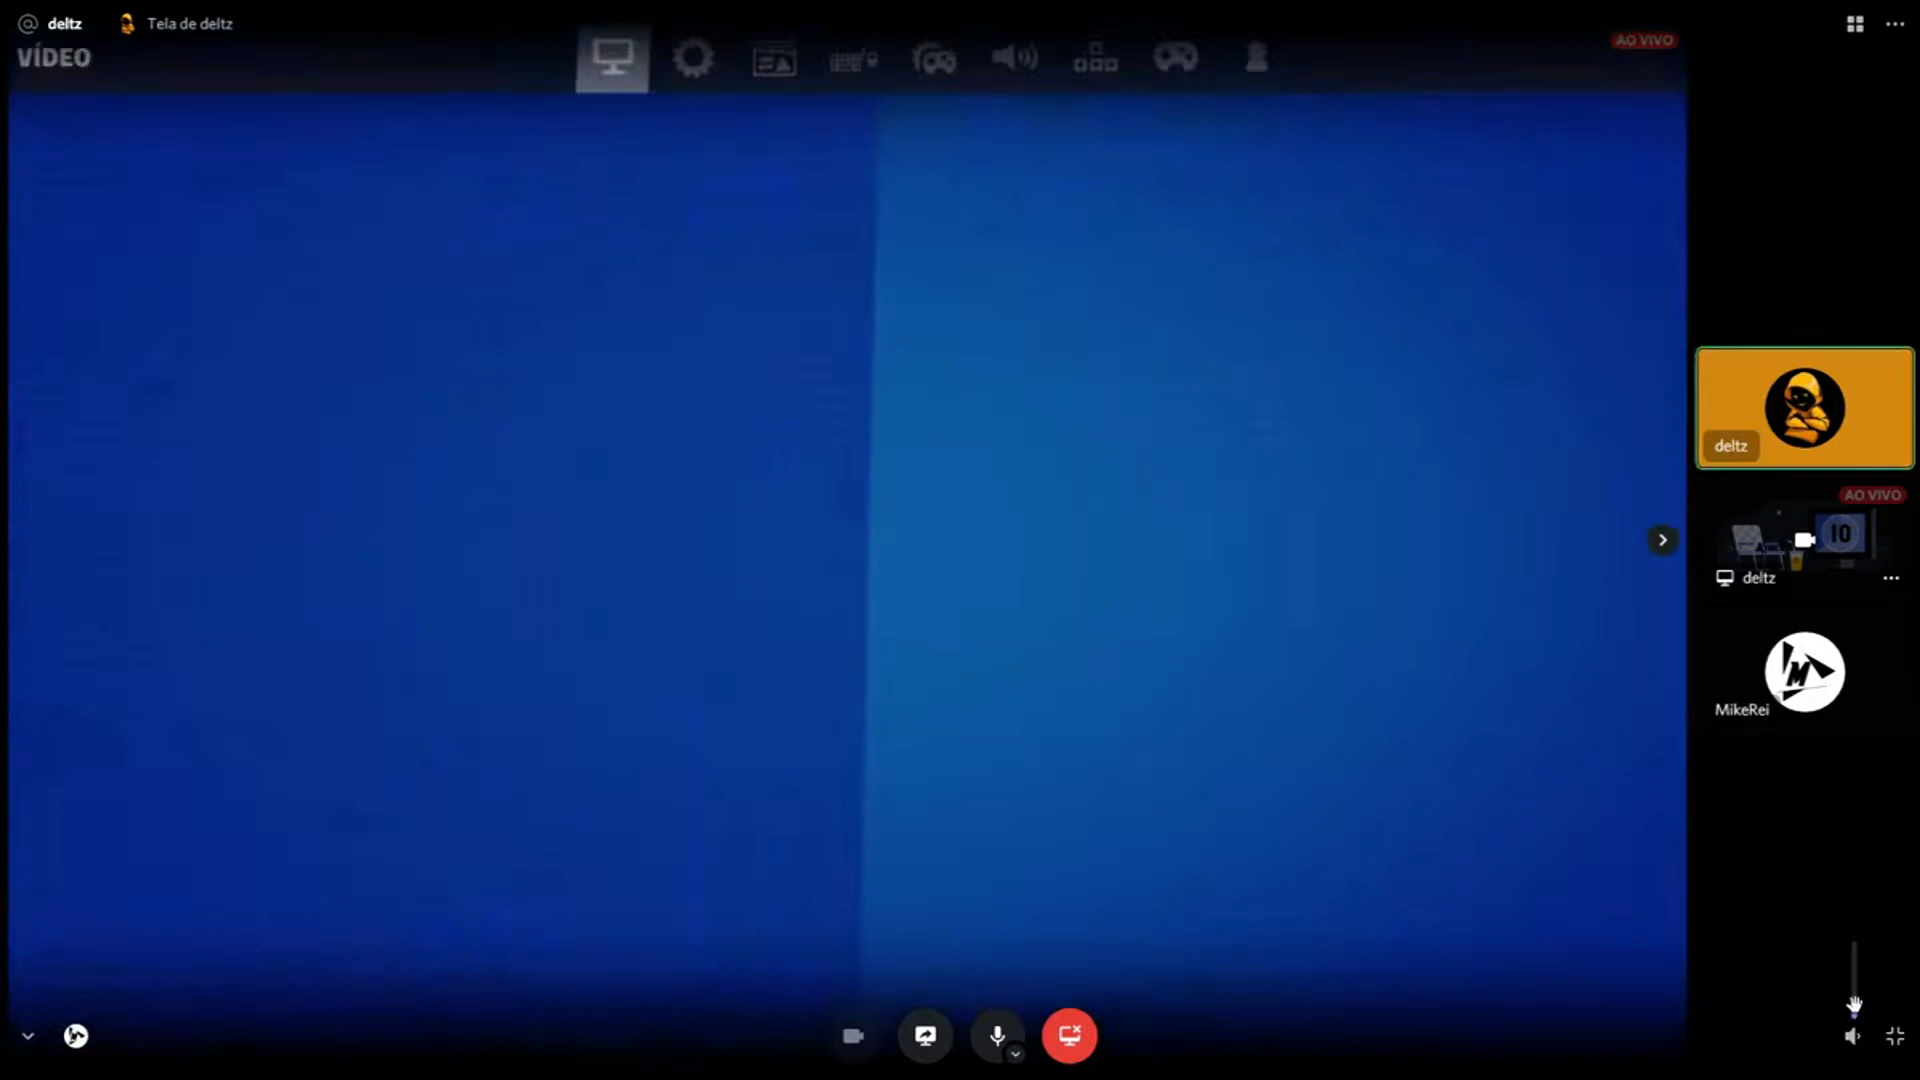 deltz
Tela de deltz
VÍDEO
AO VIVO
deltz
AO VIVO
10
deltz
M
MikeRei